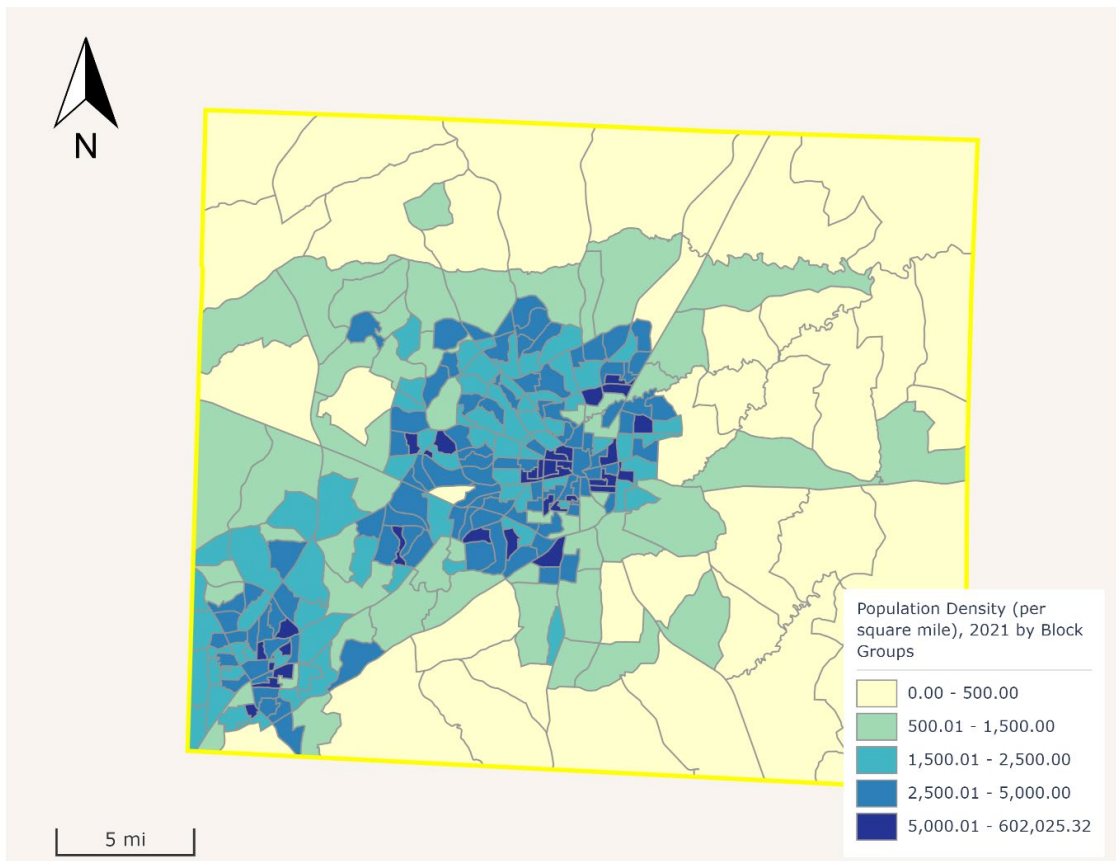 N
5 mi
Population Density (per
square mile), 2021 by Block
Groups
0.00 - 500.00
500.01 - 1,500.00
1,500.01 - 2,500.00
2,500.01 - 5,000.00
5,000.01 - 602,025.32